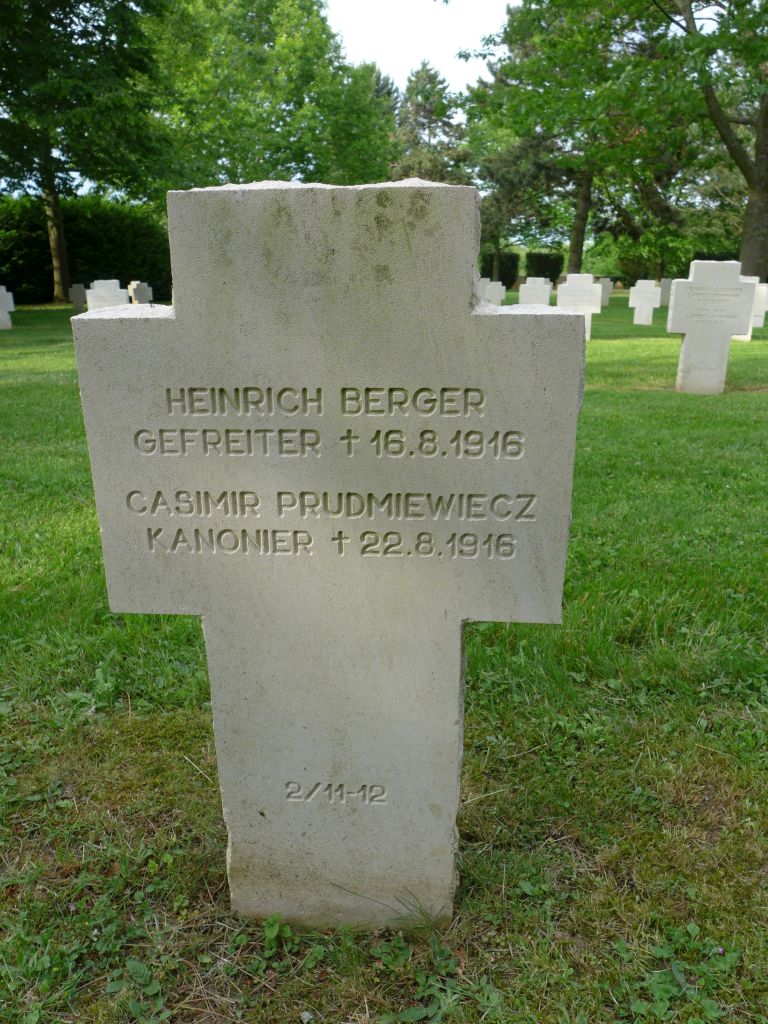 HEINRICH BERGER
GEFREITER † 16.8.1916
CASIMIR PRUDMIEWIECZ
KANONIER † 22.8.1916
2/11-12